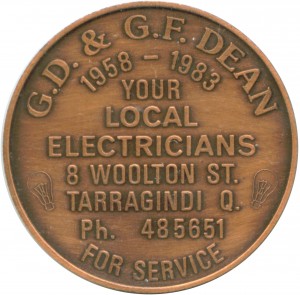 G.D. & G.F. DEAN
1958 - 1983
YOUR
LOCAL
ELECTRICIANS
8 WOOLTON ST.
TARRAGINDI Q.
Ph. 485651
FOR SERVICE